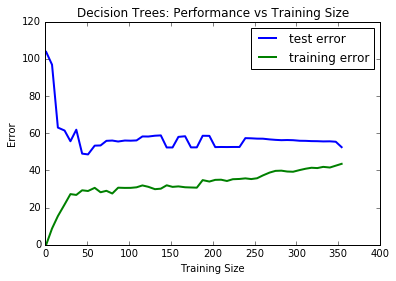 Decision Trees: Performance vs Training Size
120
100
80
60
40
20
0
Error
test error
training error
0 50 100 150 200 250 300 350 400
Training Size